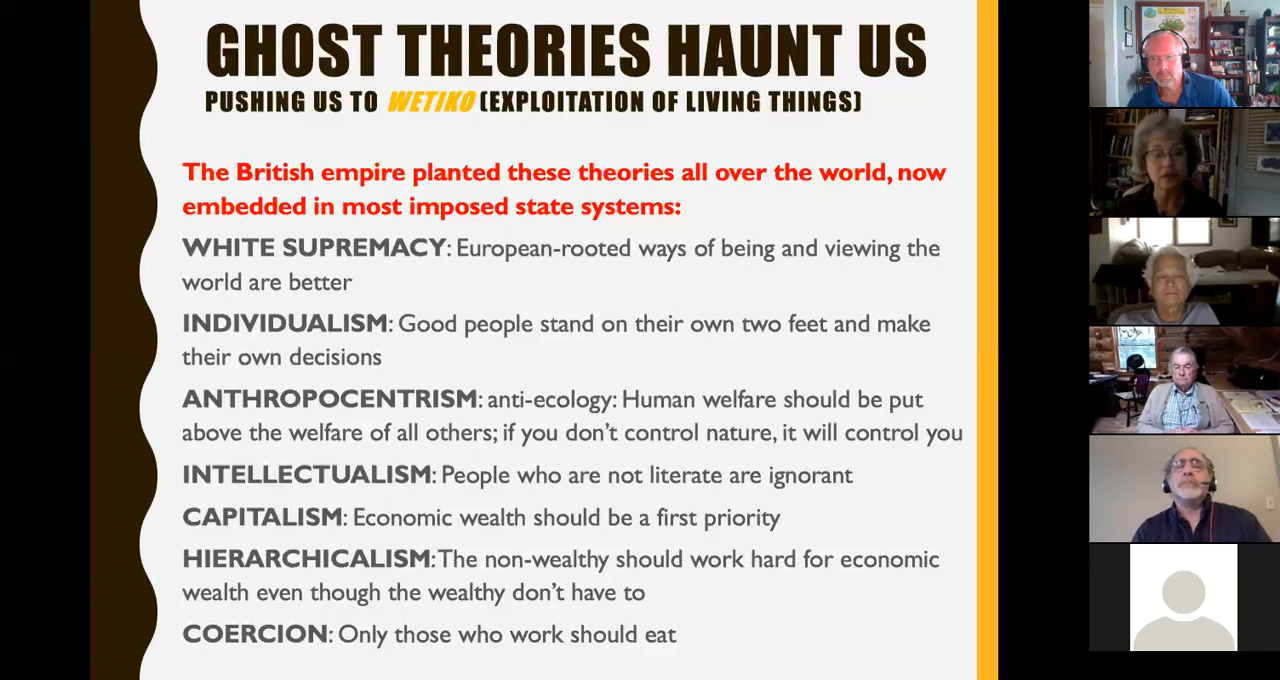 GHOST THEORIES HAUNT US
PUSHING US TO WETIKO (EXPLOITATION OF LIVING THINGS)
The British empire planted these theories all over the world, now
embedded in most imposed state systems:
WHITE SUPREMACY: European-rooted ways of being and viewing the
world are better
INDIVIDUALISM: Good people stand on their own two feet and make
their own decisions
ANTHROPOCENTRISM: anti-ecology: Human welfare should be put
above the welfare of all others; if you don't control nature, it will control you
INTELLECTUALISM: People who are not literate are ignorant
CAPITALISM: Economic wealth should be a first priority
HIERARCHICALISM: The non-wealthy should work hard for economic
wealth even though the wealthy don't have to
COERCION: Only those who work should eat